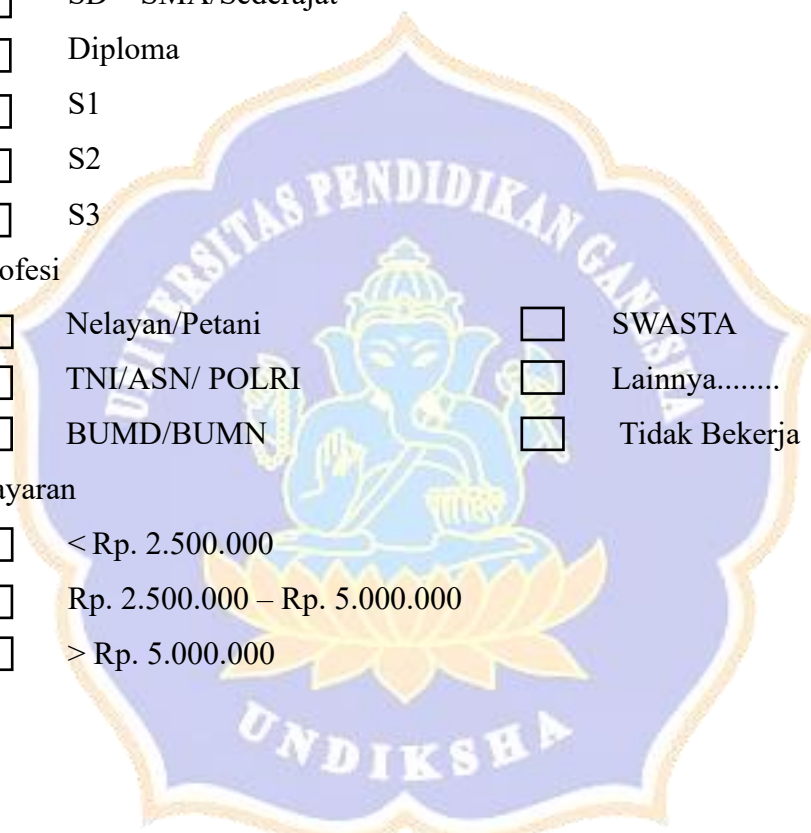 SD – SMA/Sederajat
Diploma
S1
S2
S3
ofesi
Nelayan/Petani SWASTA
TNI/ASN/ POLRI Lainnya........
BUMD/BUMN Tidak Bekerja
ayaran
< Rp. 2.500.000
Rp. 2.500.000 – Rp. 5.000.000
> Rp. 5.000.000
UNIVERSITAS PENDIDIKAN GANESHA
UNDIKSHA